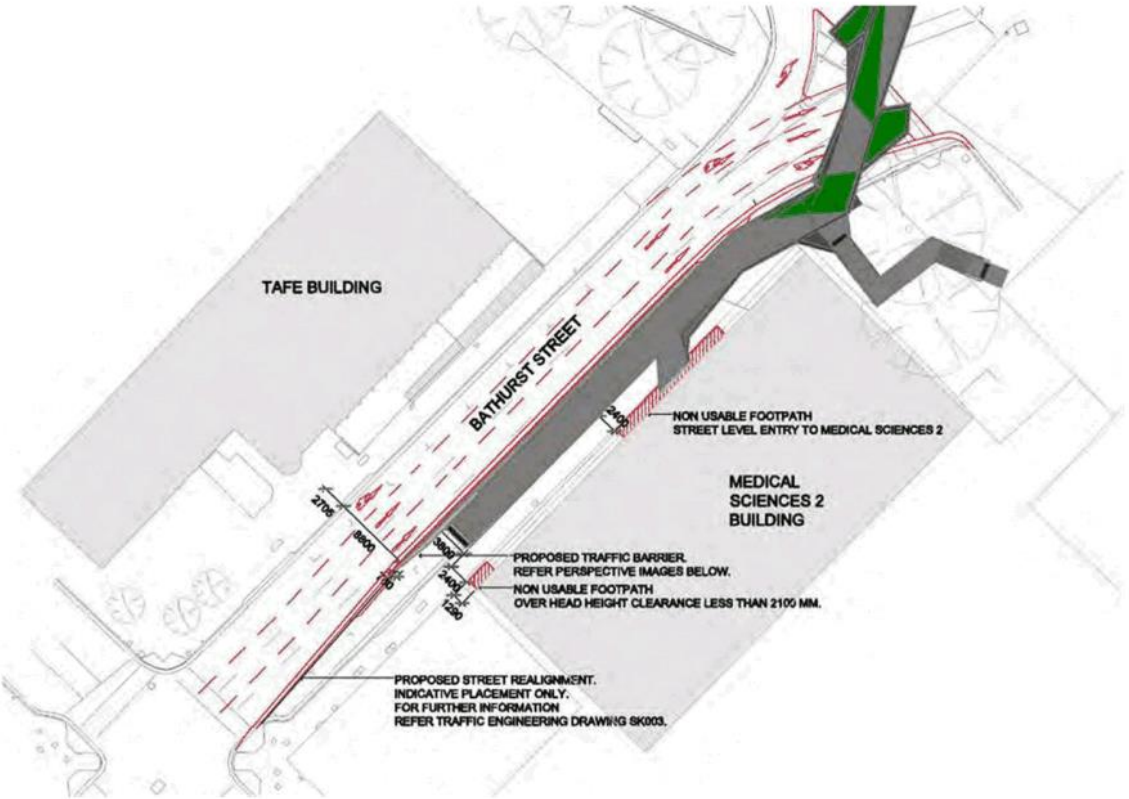 TAFE BUILDING
BATHURST STREET
2400
NON USABLE FOOTPATH
STREET LEVEL ENTRY TO MEDICAL SCIENCES 2
MEDICAL
SCIENCES 2
BUILDING
2705
8800
3800
PROPOSED TRAFFIC BARRIER.
REFER PERSPECTIVE IMAGES BELOW.
2400
NON USABLE FOOTPATH
OVER HEAD HEIGHT CLEARANCE LESS THAN 2100 MM.
1290
PROPOSED STREET REALIGNMENT.
INDICATIVE PLACEMENT ONLY.
FOR FURTHER INFORMATION
REFER TRAFFIC ENGINEERING DRAWING SK003.